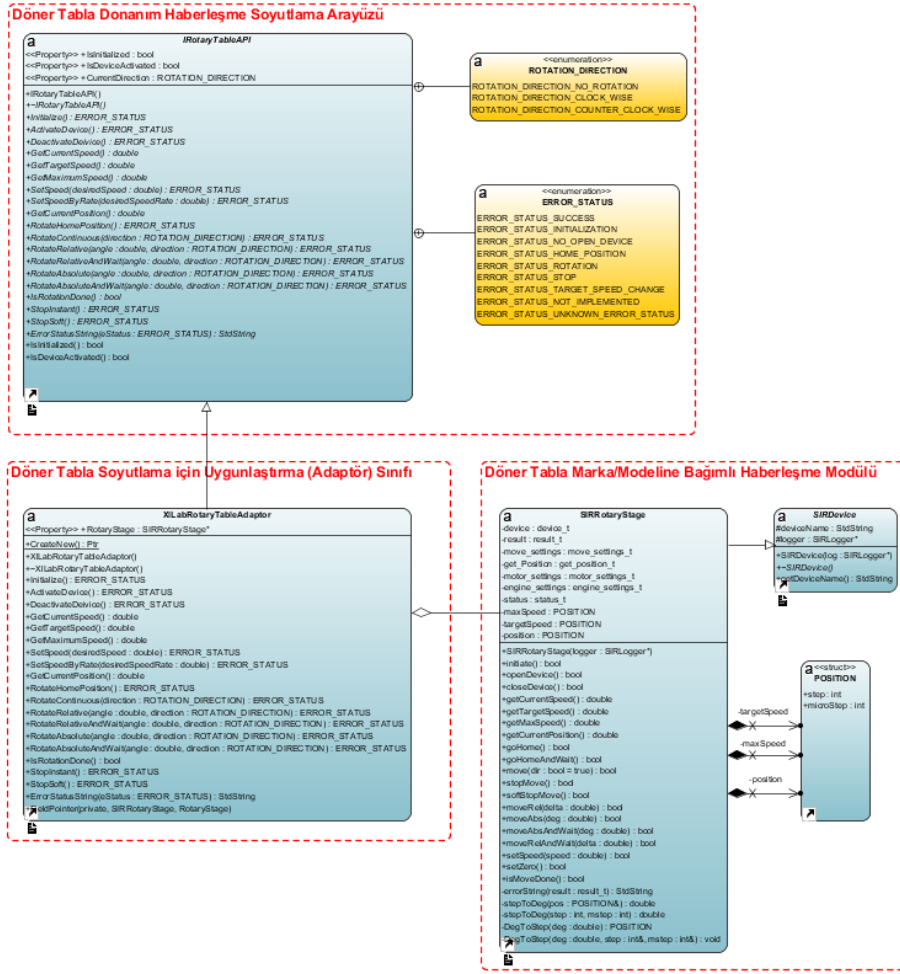 Döner Tabla Donanım Haberleşme Soyutlama Arayüzü
a
IRotaryTableAPI
<<Property>> + IsInitialized : bool
<<Property>> + IsDeviceActivated : bool
<<Property>> + CurrentDirection : ROTATION_DIRECTION
+IRotaryTableAPI()
+~IRotaryTableAPI()
+Initialize() : ERROR_STATUS
+ActivateDevice() : ERROR_STATUS
+DeactivateDeivice() : ERROR_STATUS
+GetCurrentSpeed() : double
+GetTargetSpeed() : double
+GetMaximumSpeed() : double
+SetSpeed(desiredSpeed : double) : ERROR_STATUS
+SetSpeedByRate(desiredSpeedRate : double) : ERROR_STATUS
+GetCurrentPosition() : double
+RotateHomePosition() : ERROR_STATUS
+RotateContinuous(direction : ROTATION_DIRECTION) : ERROR_STATUS
+RotateRelative(angle : double, direction : ROTATION_DIRECTION) : ERROR_STATUS
+RotateRelativeAndWait(angle : double, direction : ROTATION_DIRECTION) : ERROR_STATUS
+RotateAbsolute(angle : double, direction : ROTATION_DIRECTION) : ERROR_STATUS
+RotateAbsoluteAndWait(angle : double, direction : ROTATION_DIRECTION) : ERROR_STATUS
+IsRotationDone() : bool
+StopInstant() : ERROR_STATUS
+StopSoft() : ERROR_STATUS
+ErrorStatusString(eStatus : ERROR_STATUS) : StdString
+IsInitialized() : bool
+IsDeviceActivated() : bool
a
<<enumeration>>
ROTATION_DIRECTION
ROTATION_DIRECTION_NO_ROTATION
ROTATION_DIRECTION_CLOCK_WISE
ROTATION_DIRECTION_COUNTER_CLOCK_WISE
a
<<enumeration>>
ERROR_STATUS
ERROR_STATUS_SUCCESS
ERROR_STATUS_INITIALIZATION
ERROR_STATUS_NO_OPEN_DEVICE
ERROR_STATUS_HOME_POSITION
ERROR_STATUS_ROTATION
ERROR_STATUS_STOP
ERROR_STATUS_TARGET_SPEED_CHANGE
ERROR_STATUS_NOT_IMPLEMENTED
ERROR_STATUS_UNKNOWN_ERROR_STATUS
Döner Tabla Soyutlama için Uygunlaştırma (Adaptör) Sınıfı
a
XILabRotaryTableAdaptor
<<Property>> + RotaryStage : SIRRotaryStage*
+CreateNew() : Ptr
+XILabRotaryTableAdaptor()
+~XILabRotaryTableAdaptor()
+Initialize() : ERROR_STATUS
+ActivateDevice() : ERROR_STATUS
+DeactivateDeivice() : ERROR_STATUS
+GetCurrentSpeed() : double
+GetTargetSpeed() : double
+GetMaximumSpeed() : double
+SetSpeed(desiredSpeed : double) : ERROR_STATUS
+SetSpeedByRate(desiredSpeedRate : double) : ERROR_STATUS
+GetCurrentPosition() : double
+RotateHomePosition() : ERROR_STATUS
+RotateContinuous(direction : ROTATION_DIRECTION) : ERROR_STATUS
+RotateRelative(angle : double, direction : ROTATION_DIRECTION) : ERROR_STATUS
+RotateRelativeAndWait(angle : double, direction : ROTATION_DIRECTION) : ERROR_STATUS
+RotateAbsolute(angle : double, direction : ROTATION_DIRECTION) : ERROR_STATUS
+RotateAbsoluteAndWait(angle : double, direction : ROTATION_DIRECTION) : ERROR_STATUS
+IsRotationDone() : bool
+StopInstant() : ERROR_STATUS
+StopSoft() : ERROR_STATUS
+ErrorStatusString(eStatus : ERROR_STATUS) : StdString
FieldPointer(private, SIRRotaryStage, RotaryStage)
Döner Tabla Marka/Modeline Bağımlı Haberleşme Modülü
a
SIRRotaryStage
-device : device_t
-result : result_t
-move_settings : move_settings_t
-get_Position : get_position_t
-motor_settings : motor_settings_t
-engine_settings : engine_settings_t
-status : status_t
-maxSpeed : POSITION
-targetSpeed : POSITION
-position : POSITION
+SIRRotaryStage(logger : SIRLogger*)
+initiate() : bool
+openDevice() : bool
+closeDevice() : bool
+getCurrentSpeed() : double
+getTargetSpeed() : double
+getMaxSpeed() : double
+getCurrentPosition() : double
+goHome() : bool
+goHomeAndWait() : bool
+move(dir : bool = true) : bool
+stopMove() : bool
+softStopMove() : bool
+moveRel(delta : double) : bool
+moveAbs(deg : double) : bool
+moveAbsAndWait(deg : double) : bool
+moveRelAndWait(delta : double) : bool
+setSpeed(speed : double) : bool
+setZero() : bool
+isMoveDone() : bool
-errorString(result : result_t) : StdString
-stepToDeg(pos : POSITION&) : double
-stepToDeg(step : int, mstep : int) : double
-DegToStep(deg : double) : POSITION
DegToStep(deg : double, step : int&, mstep : int&) : void
a
SIRDevice
#deviceName : StdString
#logger : SIRLogger*
+SIRDevice(log : SIRLogger*)
+~SIRDevice()
+getDeviceName() : StdString
a
<<struct>>
POSITION
+step : int
+microStep : int
-targetSpeed
-maxSpeed
-position